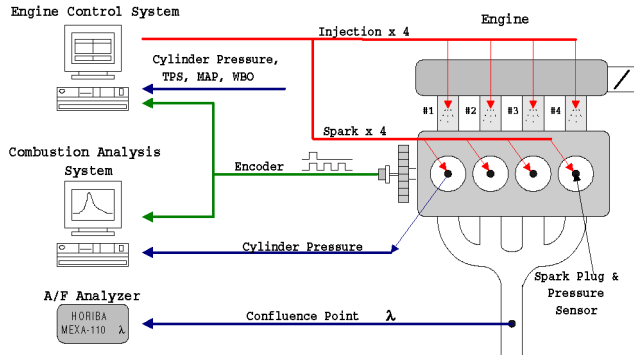 Engine Control System
Engine
Injection x 4
Cylinder Pressure,
TPS, MAP, WBO
#1
#2
#3
#4
Spark x 4
Combustion Analysis
System
Encoder
Cylinder Pressure
Spark Plug &
Pressure
Sensor
A/F Analyzer
HORIBA
MEXA-110 λ
Confluence Point λ